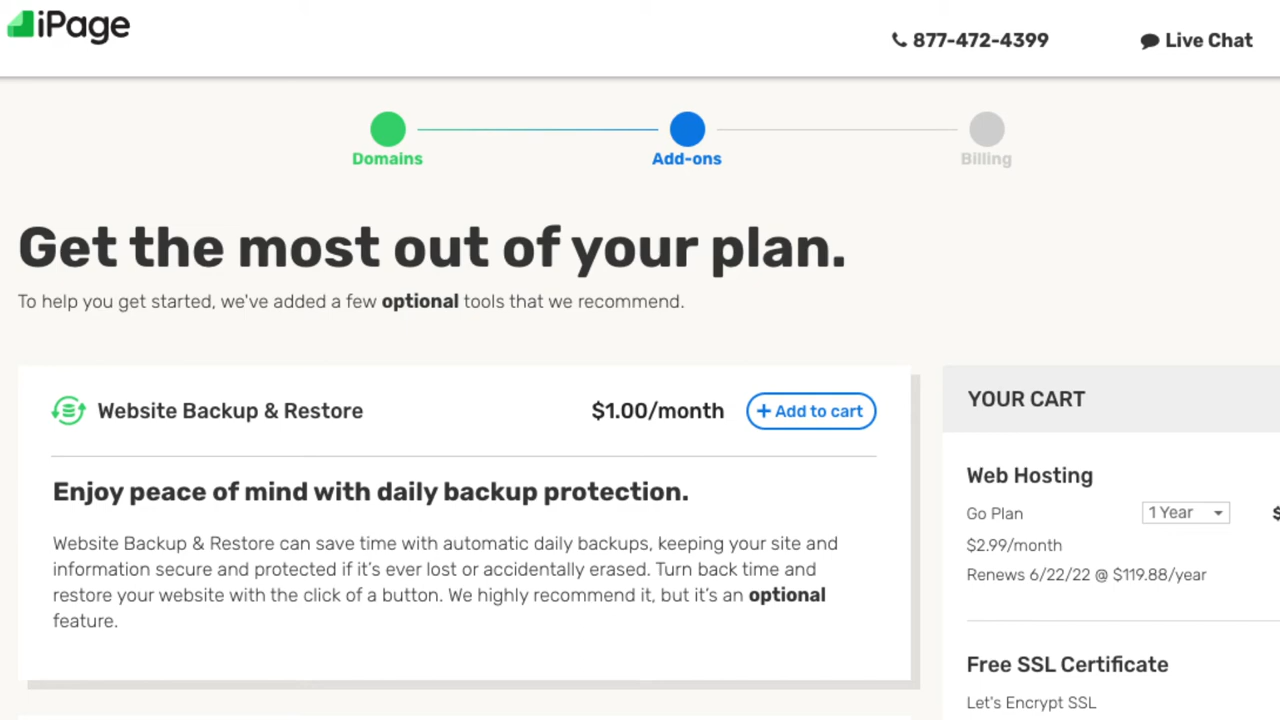 iPage
877-472-4399
Live Chat
Domains
Add-ons
Billing
Get the most out of your plan.
To help you get started, we've added a few optional tools that we recommend.
Website Backup & Restore
$1.00/month
+ Add to cart
Enjoy peace of mind with daily backup protection.
Website Backup & Restore can save time with automatic daily backups, keeping your site and
information secure and protected if it's ever lost or accidentally erased. Turn back time and
restore your website with the click of a button. We highly recommend it, but it's an optional
feature.
YOUR CART
Web Hosting
Go Plan
1 Year
$
$2.99/month
Renews 6/22/22 @ $119.88/year
Free SSL Certificate
Let's Encrypt SSL